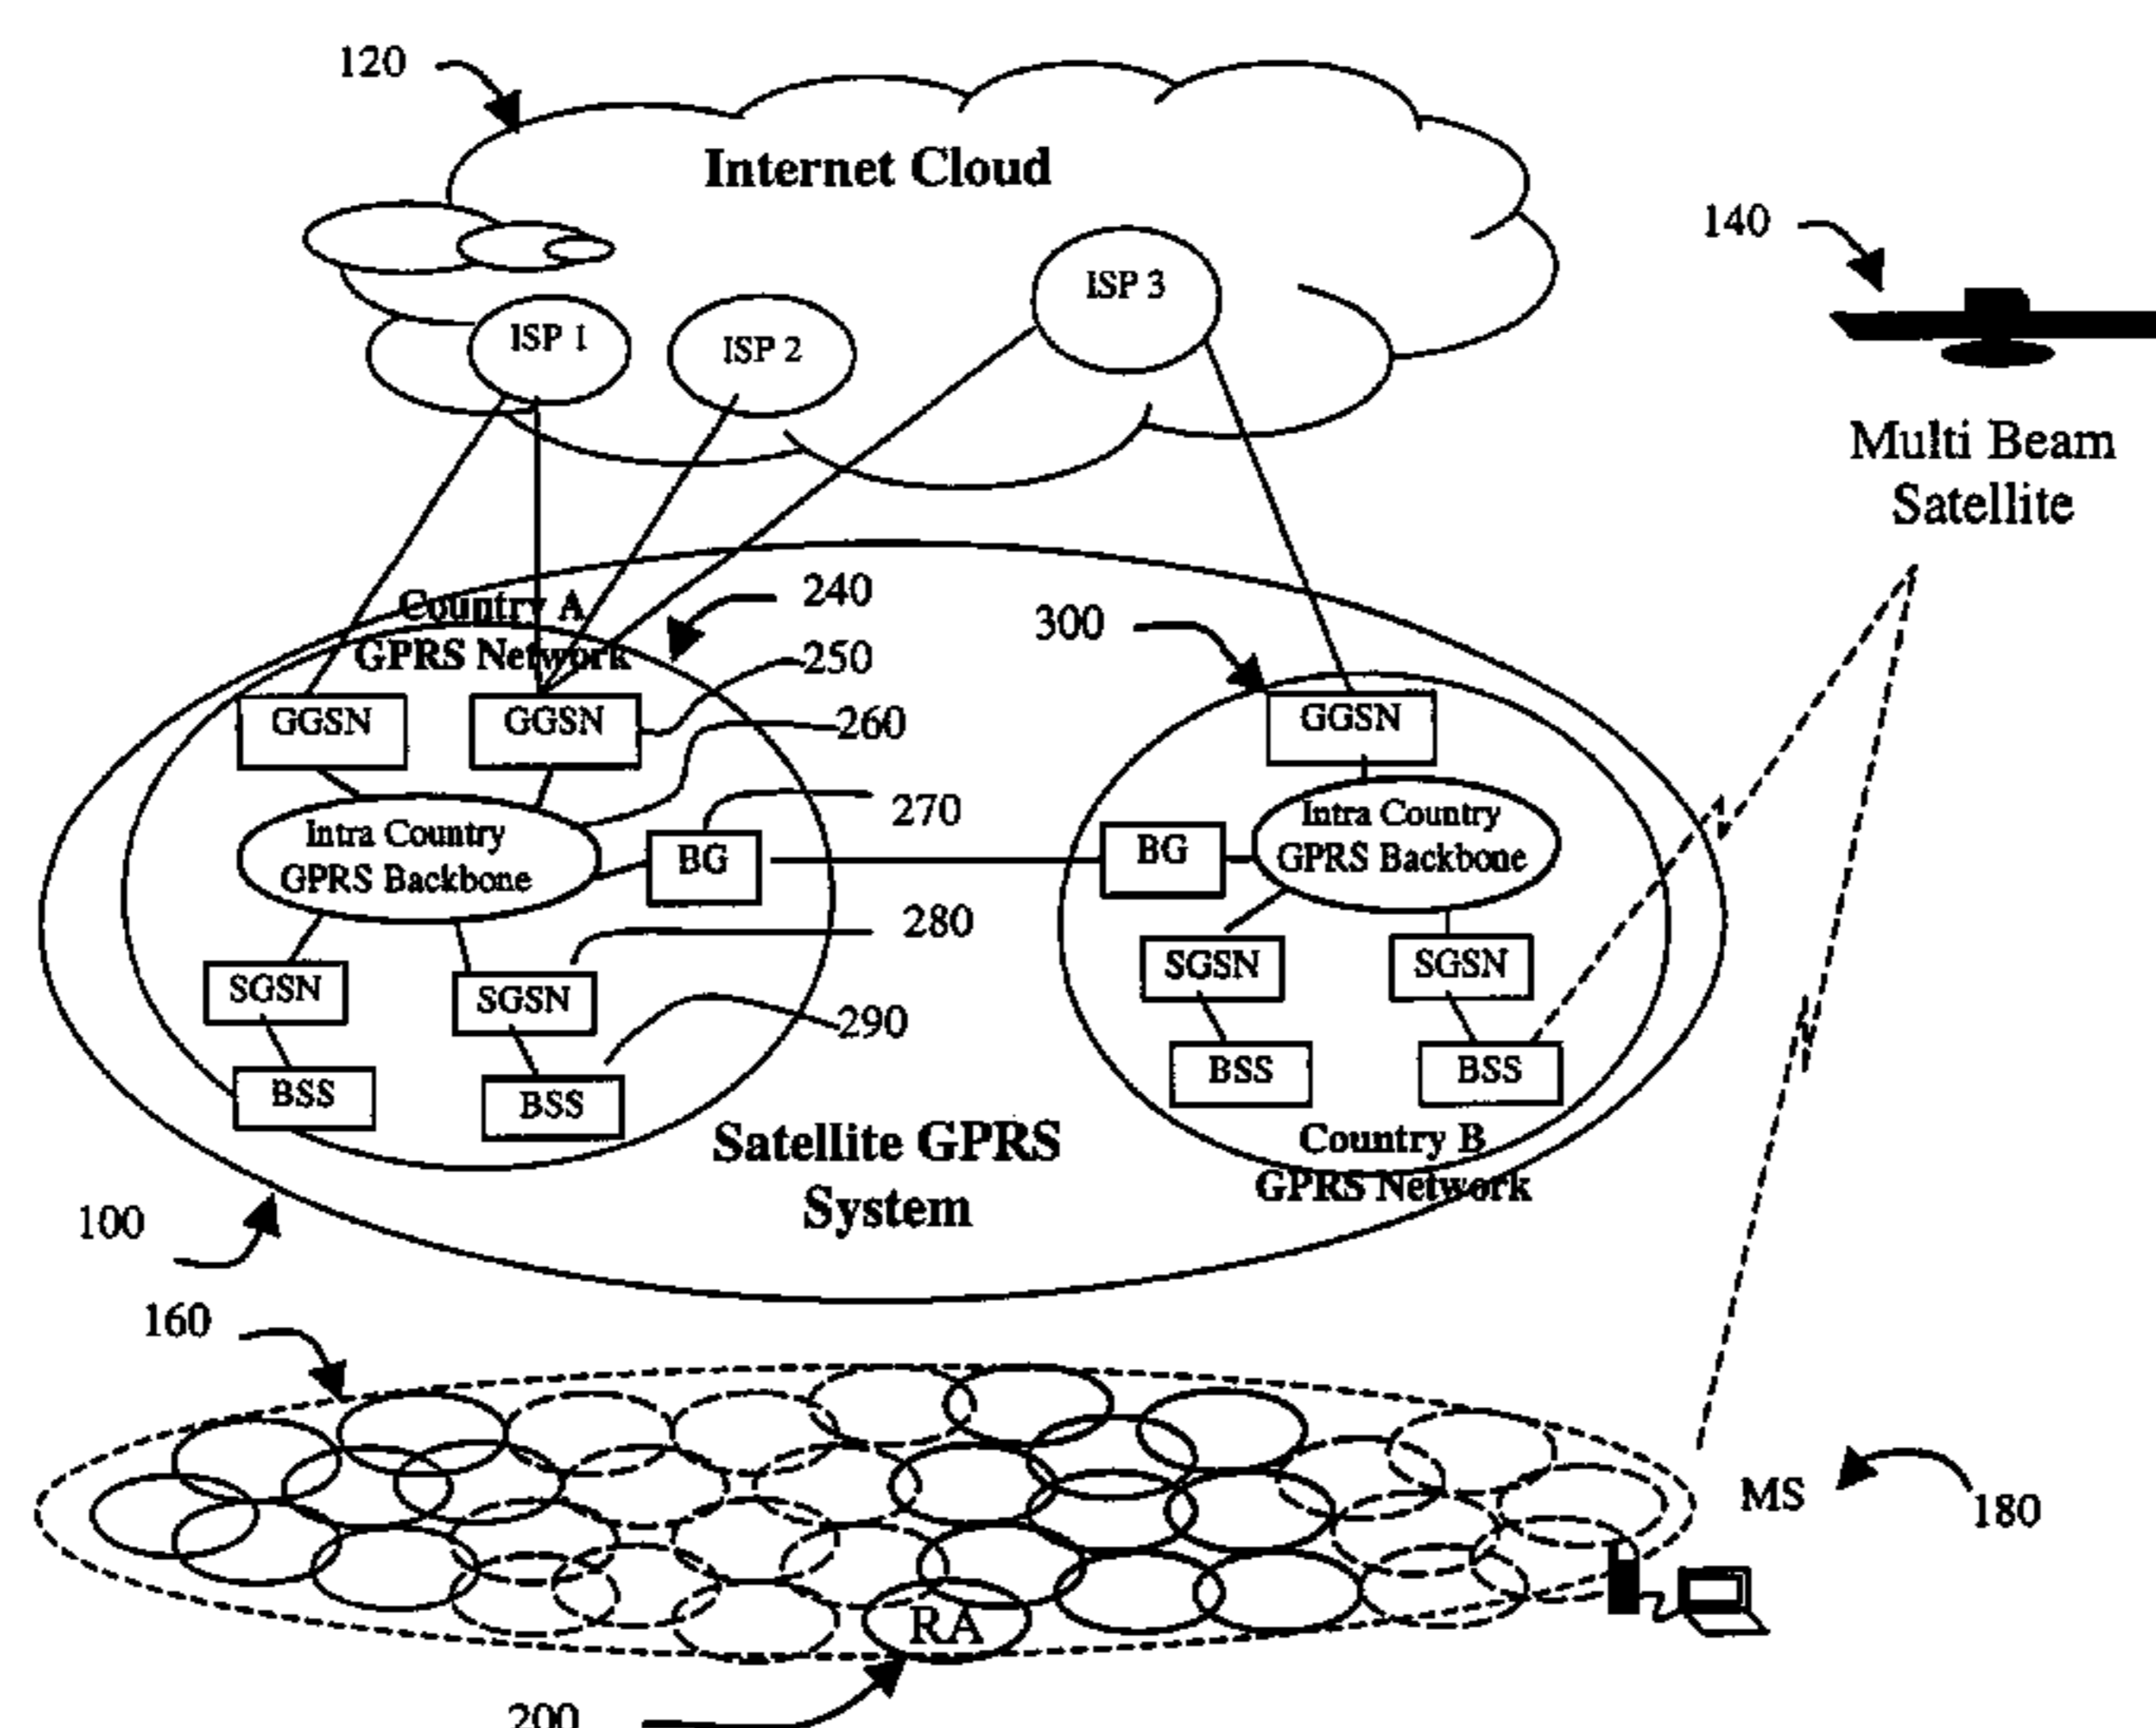 120
Internet Cloud
140
ISP 1
ISP 2
ISP 3
Multi Beam
Satellite
Country A
GPRS Network
240
250
260
270
280
290
300
GGSN
GGSN
GGSN
Intra Country
GPRS Backbone
BG
BG
Intra Country
GPRS Backbone
SGSN
SGSN
SGSN
SGSN
BSS
BSS
BSS
BSS
Satellite GPRS
System
Country B
GPRS Network
100
160
MS
180
RA
200